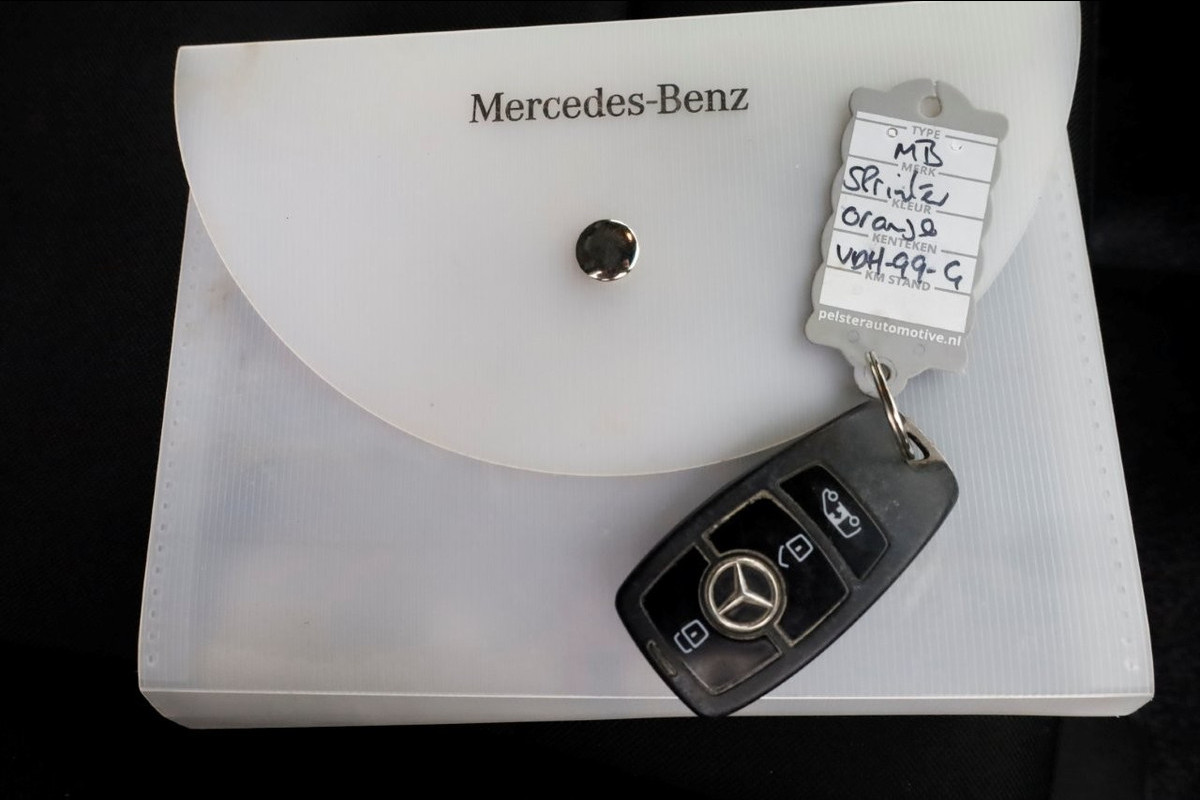 Mercedes-Benz
TYPE
MB
MERK
Sprinter
KLEUR
Oranje
KENTEKEN
VDH-99-G
KM STAND
pelsterautomotive.nl